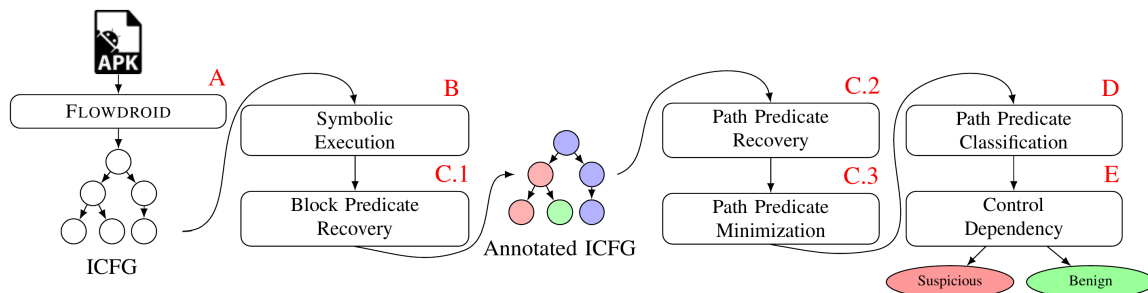 APK
A
FLOWDROID
ICFG
B
Symbolic
Execution
C.1
Block Predicate
Recovery
Annotated ICFG
C.2
Path Predicate
Recovery
C.3
Path Predicate
Minimization
D
Path Predicate
Classification
E
Control
Dependency
Suspicious
Benign